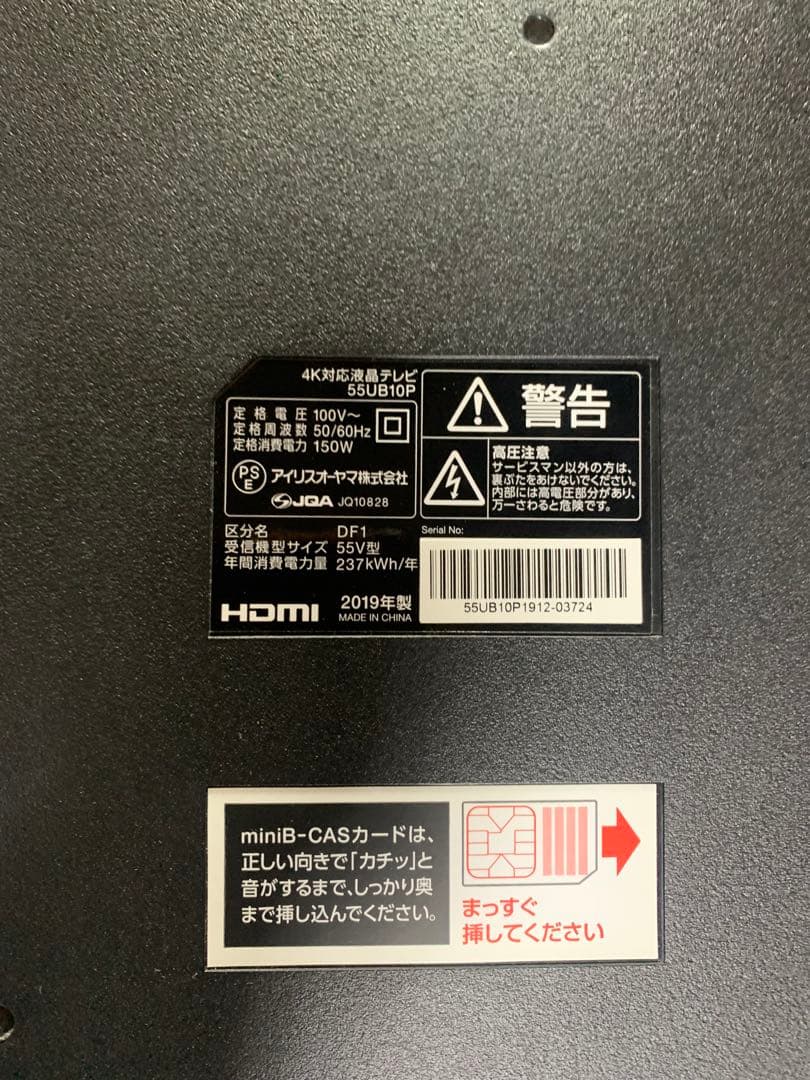 4K対応液晶テレビ
55UB10P
定格電圧 100V〜
定格周波数 50/60Hz
定格消費電力 150W
PSE アイリスオーヤマ株式会社
JQA JQ10828
警告
高圧注意
サービスマン以外の方は、
裏ぶたをあけないでください。
内部には高電圧部分があり、
万一さわると危険です。
区分名 DF1
受信機型サイズ 55V型
年間消費電力量 237kWh/年
HDMI 2019年製
MADE IN CHINA
Serial No:
55UB10P1912-03724
miniB-CASカードは、
正しい向きで「カチッ」と
音がするまで、しっかり奥
まで挿し込んでください。
まっすぐ
挿してください